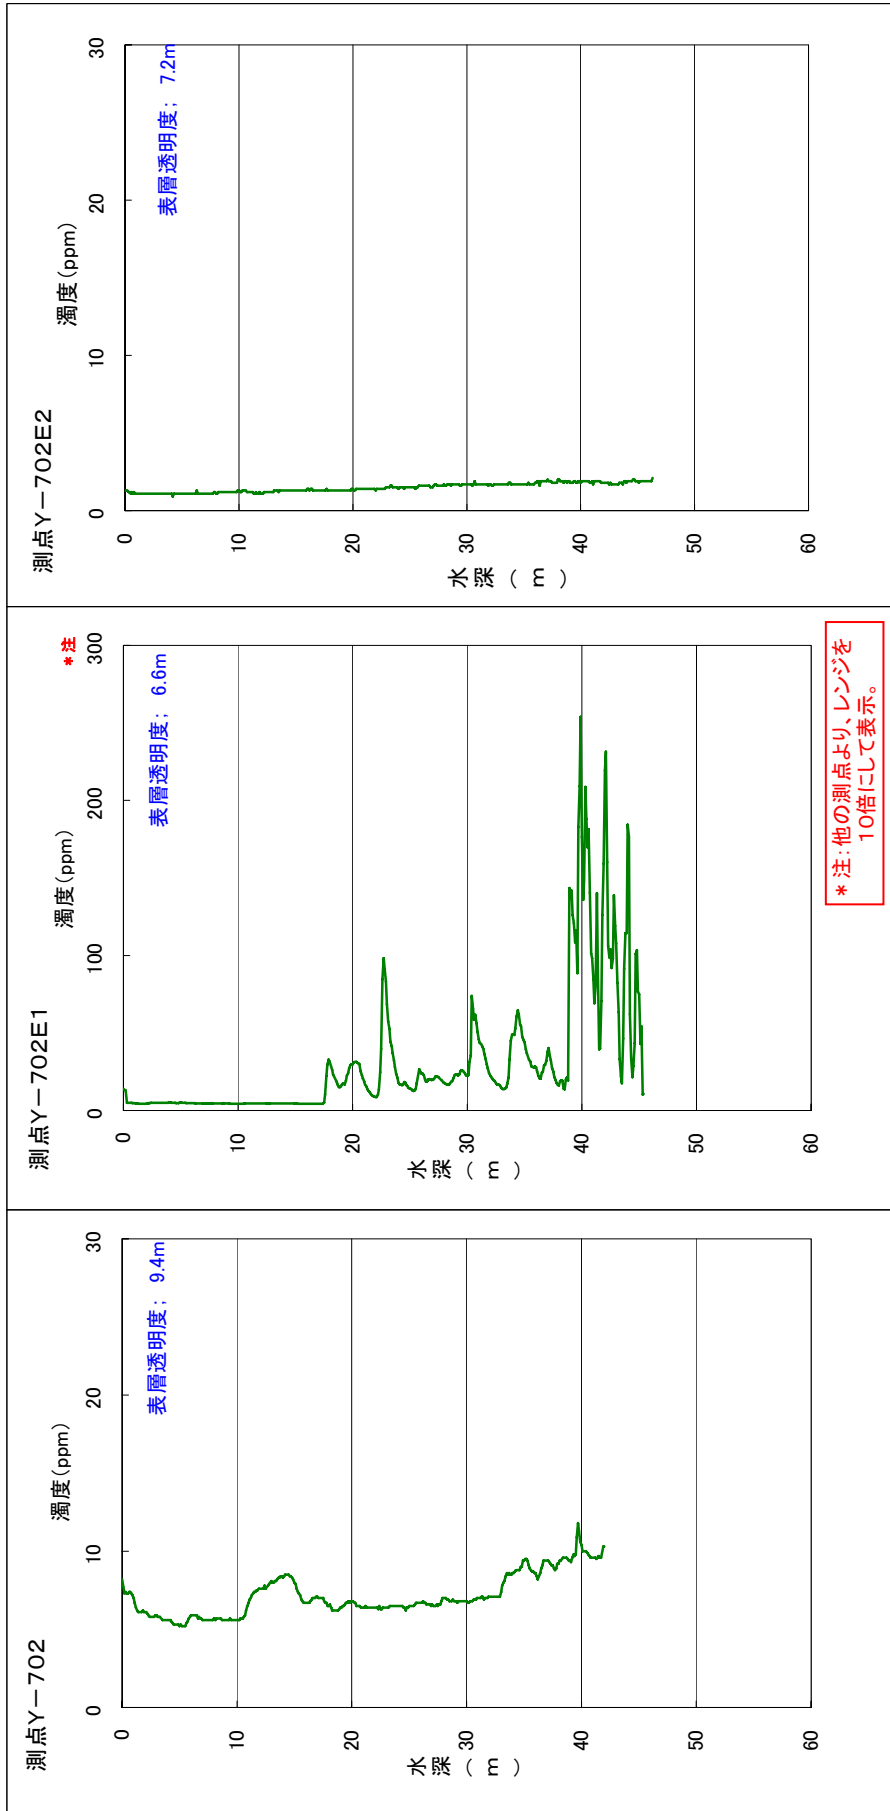 測点Y－702
濁度(ppm)
0
10
20
30
表層透明度; 9.4m
0
10
20
30
40
50
60
水深(m)
測点Y－702E1
*注
濁度(ppm)
0
100
200
300
表層透明度; 6.6m
0
10
20
30
40
50
60
水深(m)
*注:他の測点より、レンジを
10倍にして表示。
測点Y－702E2
濁度(ppm)
0
10
20
30
表層透明度; 7.2m
0
10
20
30
40
50
60
水深(m)